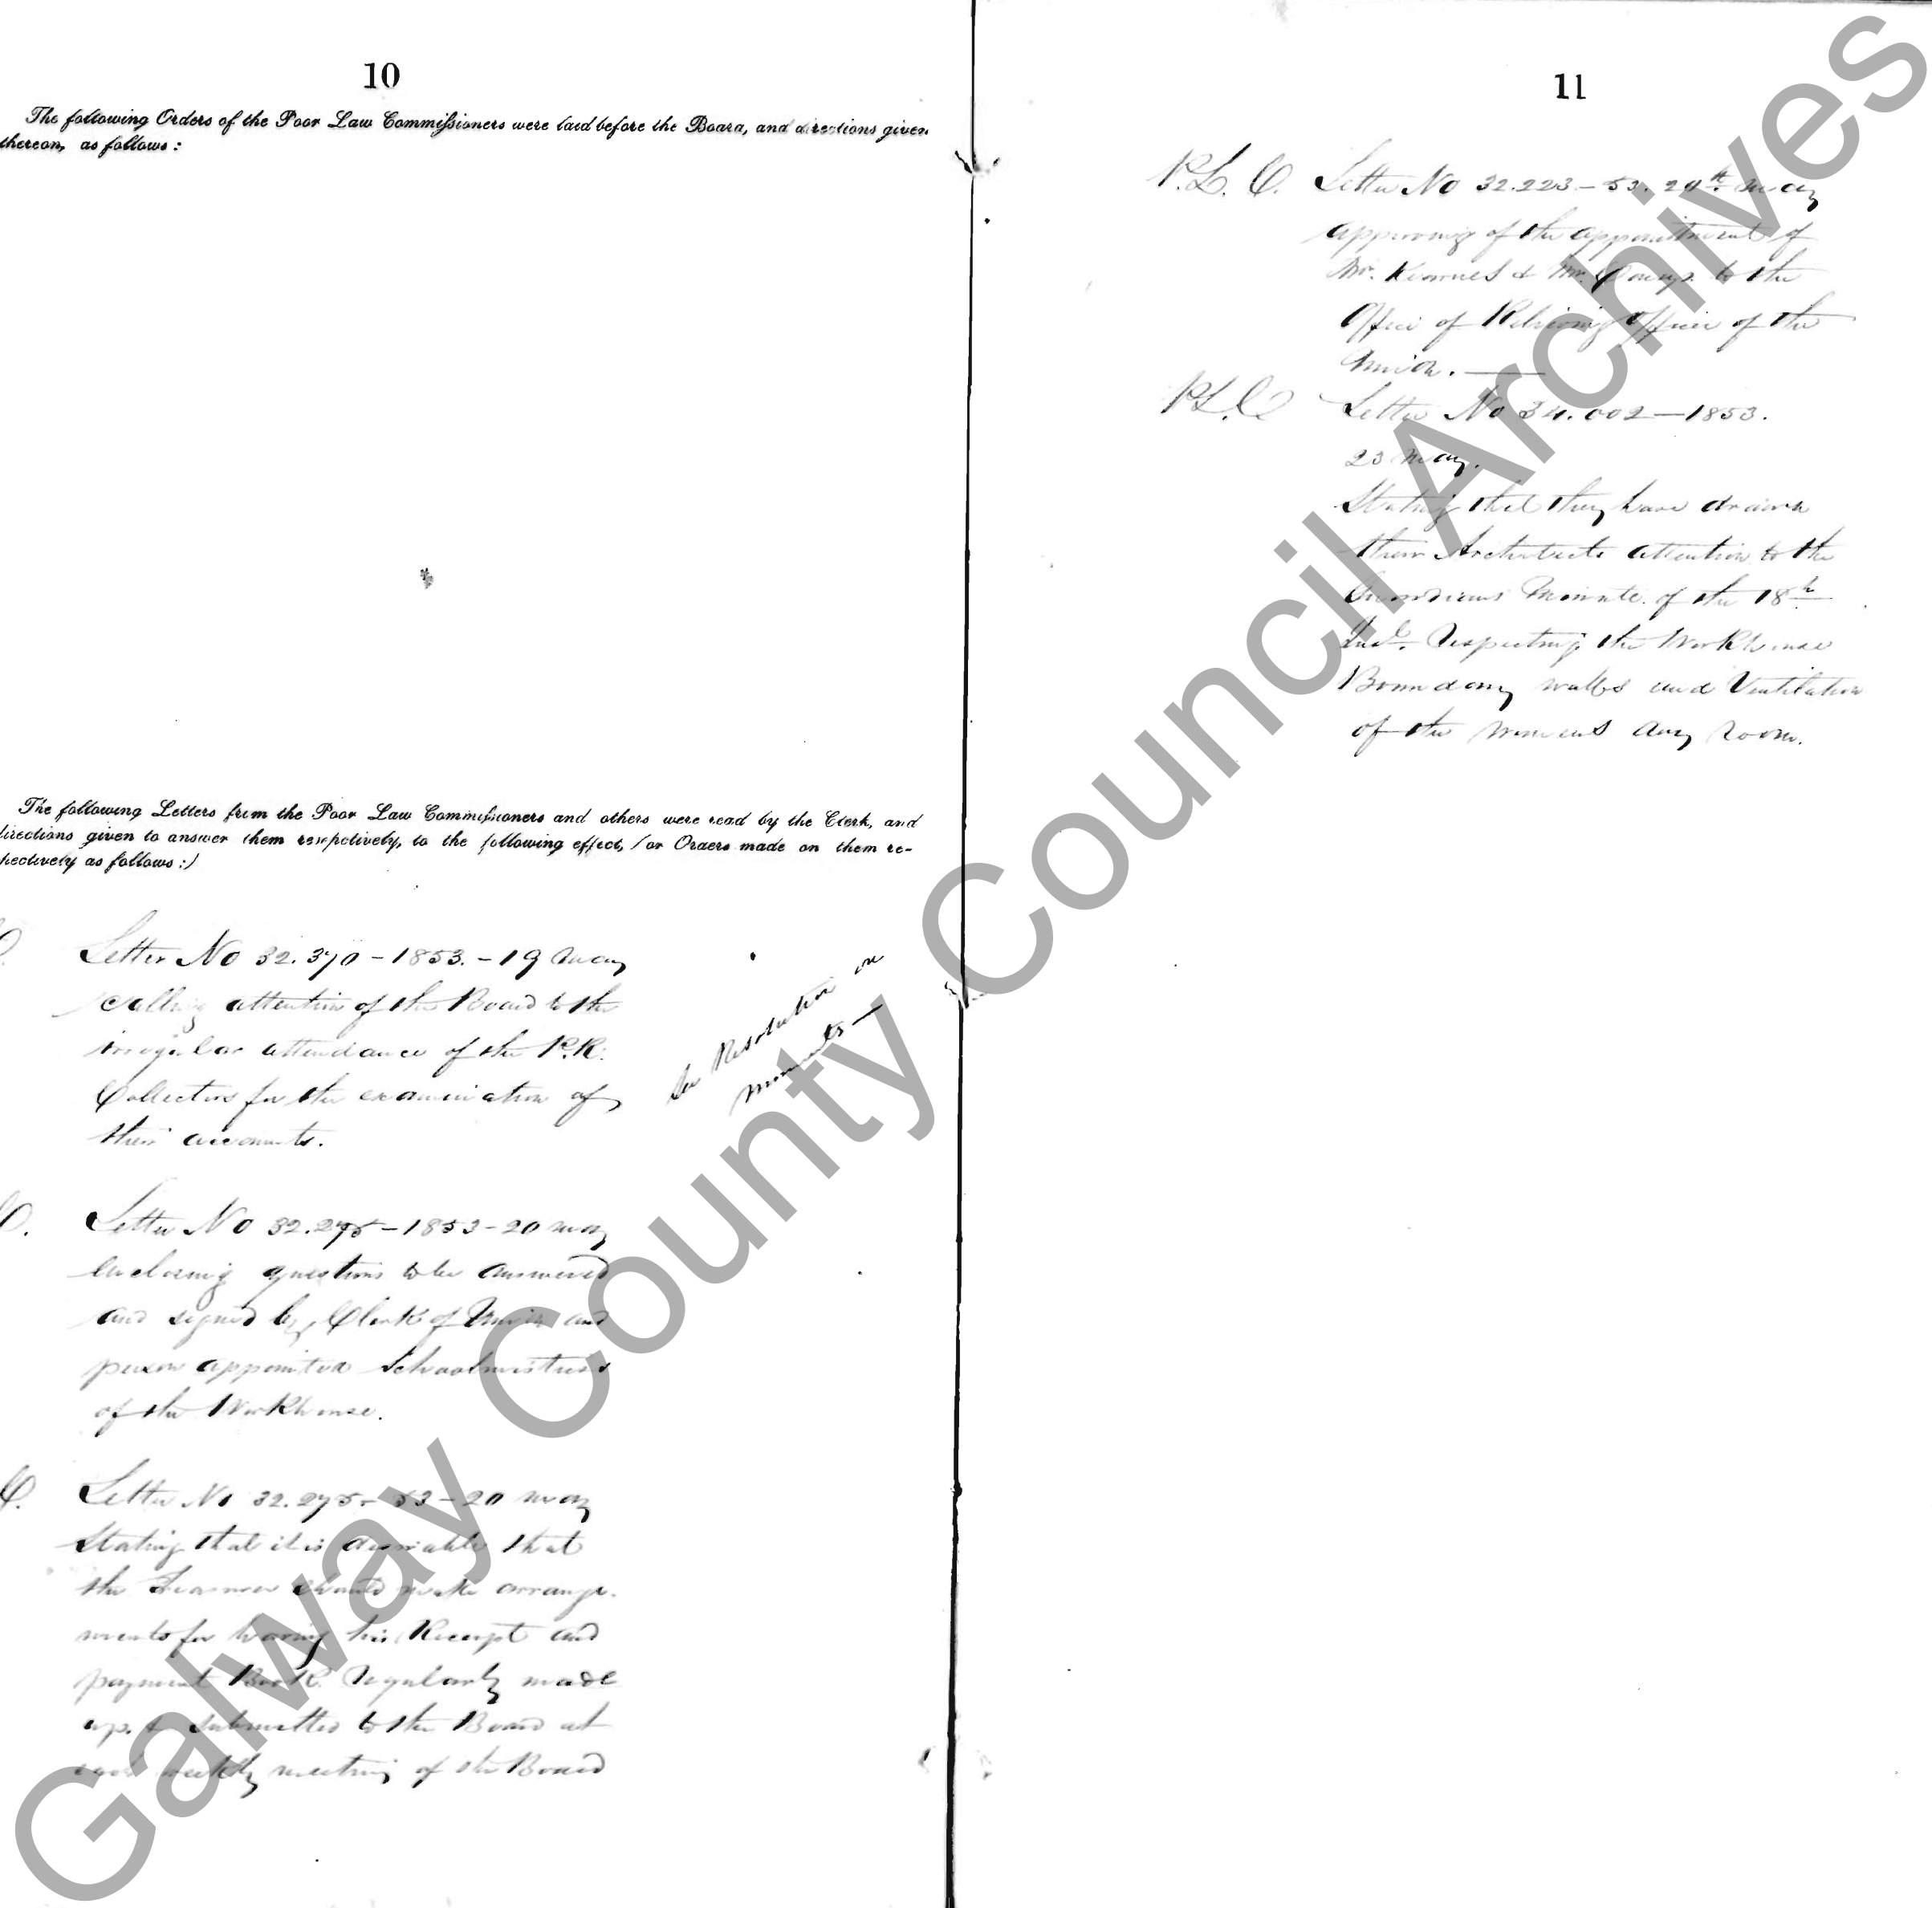 10
The following Orders of the Poor Law Commissioners were laid before the Board, and directions given
thereon, as follows:
The following Letters from the Poor Law Commissioners and others were read by the Clerk, and
directions given to answer them respectively, to the following effect, (or Orders made on them re-
spectively as follows:)
C. Letter No 32.370 - 1853. - 19 May
calling attention of the Board to the
irregular attendance of the P.R.
Collectors for the examination of
their accounts.
See Resolution on
minutes —
C. Letter No 32.275 - 1853 - 20 May
Enclosing questions to be answered
and signed by Clerk of Union and
person appointed Schoolmistress
of the Workhouse.
C. Letter No 32.275 - 53 - 20 May
Stating that it is desirable that
the Treasurer should make arrange-
ments for having his Receipt and
payment Book regularly made
up & submitted to the Board at
each weekly meeting of the Board
11
P.L.C. Letter No 32.223 - 53. 20th May
approving of the appointment of
Mr. Kearnes & Mr. to the
Office of Relieving Officer of the
Union. —
P.L.C Letter No 34.002 — 1853.
23 May.
Stating that they have drawn
their Architects attention to the
Guardians Minute of the 18th
Inst. Respecting the Workhouse
Boundary walls and Ventilation
of the womens day room.
Galway County Council Archives